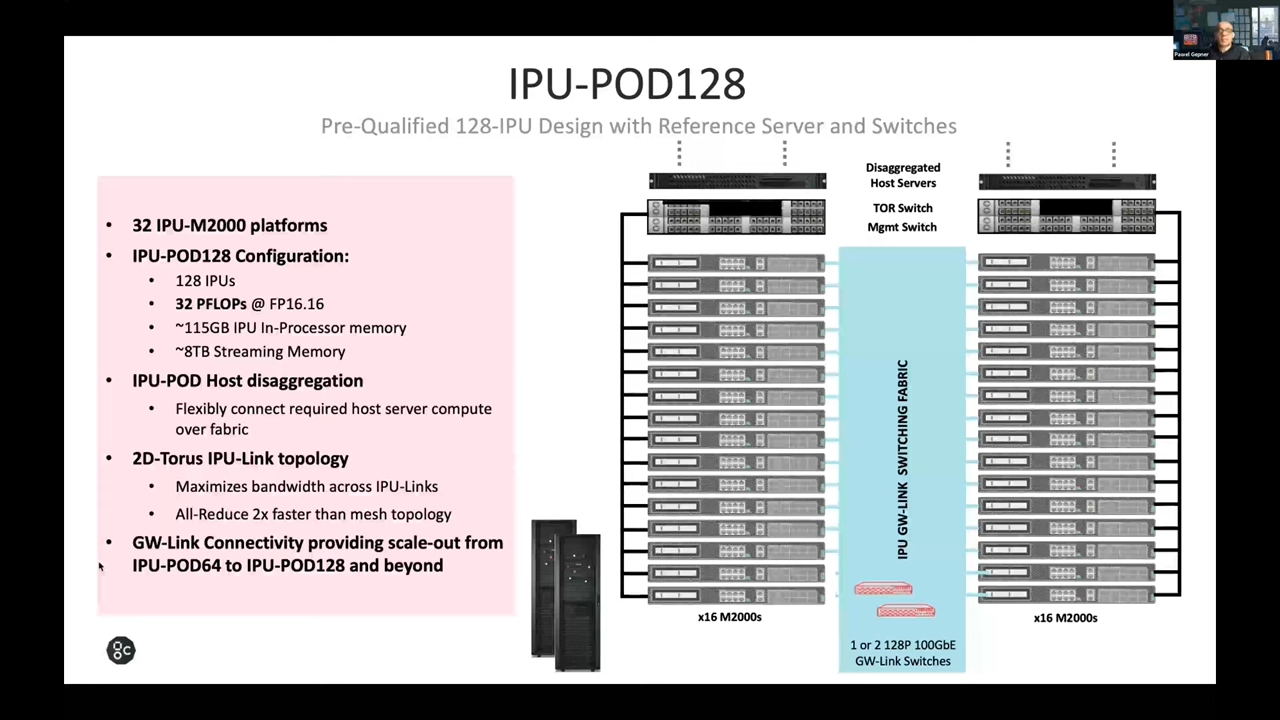 Pawel Gepner
IPU-POD128
Pre-Qualified 128-IPU Design with Reference Server and Switches
• 32 IPU-M2000 platforms
• IPU-POD128 Configuration:
• 128 IPUs
• 32 PFLOPs @ FP16.16
• ~115GB IPU In-Processor memory
• ~8TB Streaming Memory
• IPU-POD Host disaggregation
• Flexibly connect required host server compute
over fabric
• 2D-Torus IPU-Link topology
• Maximizes bandwidth across IPU-Links
• All-Reduce 2x faster than mesh topology
• GW-Link Connectivity providing scale-out from
IPU-POD64 to IPU-POD128 and beyond
gc
Disaggregated
Host Servers
TOR Switch
Mgmt Switch
IPU GW-LINK SWITCHING FABRIC
x16 M2000s
1 or 2 128P 100GbE
GW-Link Switches
x16 M2000s